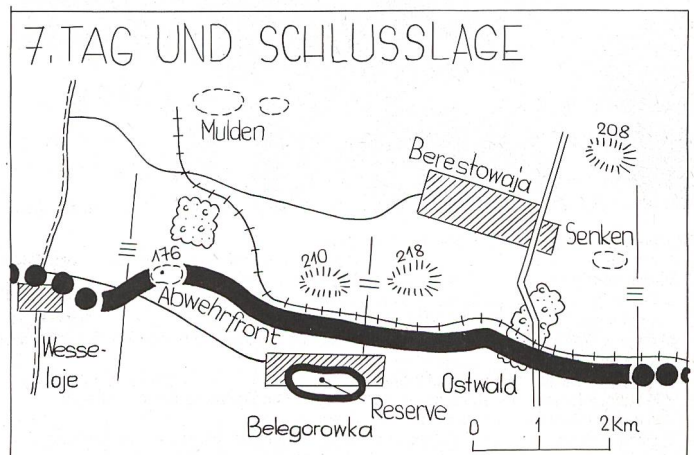 7. TAG UND SCHLUSSLAGE
Mulden
208
Berestowaja
Senken
176
210
218
Abwehrfront
Wesse-
loje
Ostwald
Reserve
Belegorowka
0 1 2Km